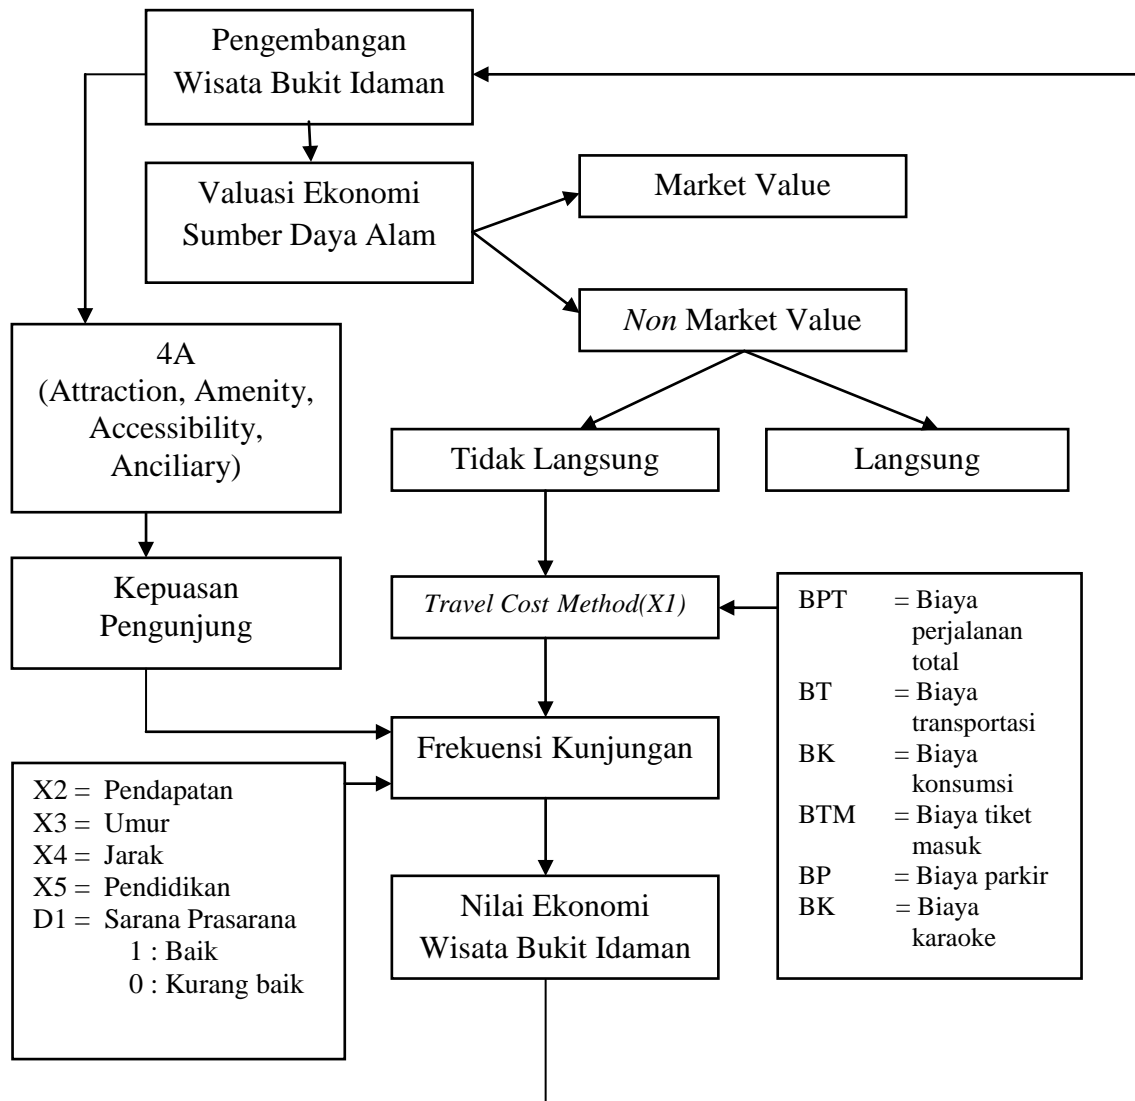 Pengembangan
Wisata Bukit Idaman
Valuasi Ekonomi
Sumber Daya Alam
Market Value
Non Market Value
4A
(Attraction, Amenity,
Accessibility,
Anciliary)
Tidak Langsung
Langsung
Kepuasan
Pengunjung
Travel Cost Method(X1)
BPT = Biaya
perjalanan
total
BT = Biaya
transportasi
BK = Biaya
konsumsi
BTM = Biaya tiket
masuk
BP = Biaya parkir
BK = Biaya
karaoke
Frekuensi Kunjungan
X2 = Pendapatan
X3 = Umur
X4 = Jarak
X5 = Pendidikan
D1 = Sarana Prasarana
1 : Baik
0 : Kurang baik
Nilai Ekonomi
Wisata Bukit Idaman